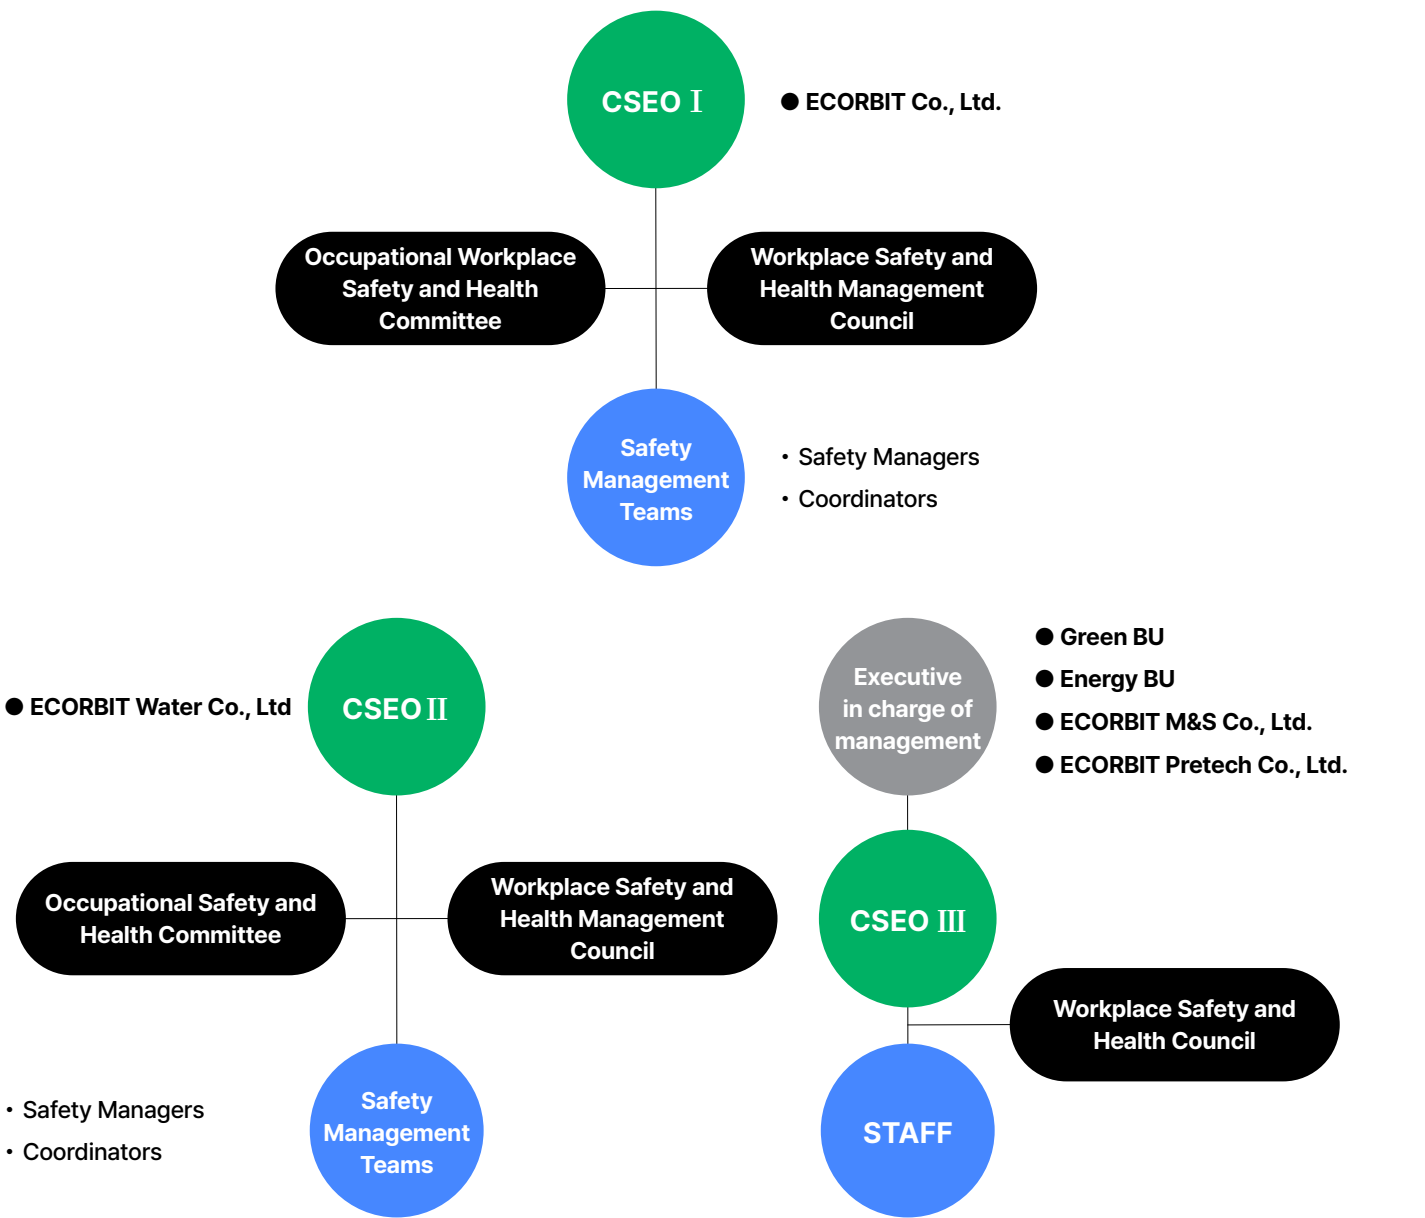 CSEO Ⅰ
● ECORBIT Co., Ltd.
Occupational Workplace
Safety and Health
Committee
Workplace Safety and
Health Management
Council
Safety
Management
Teams
• Safety Managers
• Coordinators
● ECORBIT Water Co., Ltd
CSEO Ⅱ
Occupational Safety and
Health Committee
Workplace Safety and
Health Management
Council
• Safety Managers
• Coordinators
Safety
Management
Teams
Executive
in charge of
management
● Green BU
● Energy BU
● ECORBIT M&S Co., Ltd.
● ECORBIT Pretech Co., Ltd.
CSEO Ⅲ
Workplace Safety and
Health Council
STAFF